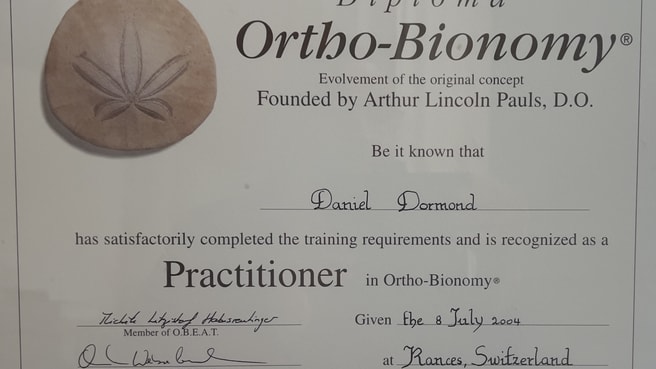 Diploma
Ortho-Bionomy®
Evolvement of the original concept
Founded by Arthur Lincoln Pauls, D.O.
Be it known that
Daniel Dormond
has satisfactorily completed the training requirements and is recognized as a
Practitioner in Ortho-Bionomy®
Given the 8 July 2004
Member of O.B.E.A.T.
at Rances, Switzerland